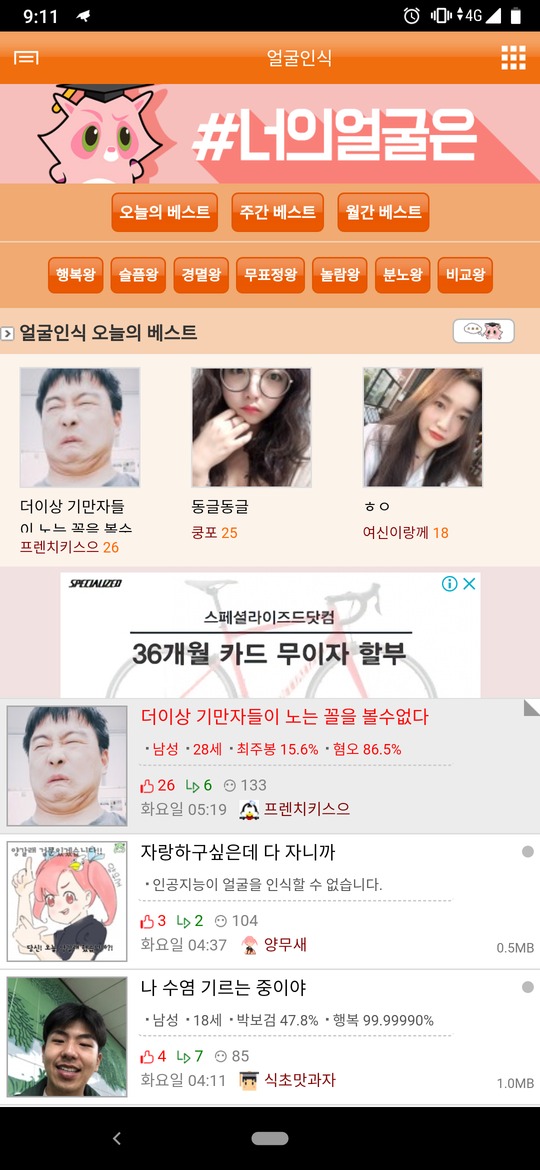 9:11
4G
얼굴인식
#너의얼굴은
오늘의 베스트 주간 베스트 월간 베스트
행복왕 슬픔왕 경멸왕 무표정왕 놀람왕 분노왕 비교왕
얼굴인식 오늘의 베스트
더이상 기만자들
이 노는 꼴을 볼수
프렌치키스으 26
동글동글
쿵포 25
ㅎㅇ
여신이랑께 18
SPECIALIZED
스페셜라이즈드닷컴
36개월 카드 무이자 할부
더이상 기만자들이 노는 꼴을 볼수없다
·남성 ·28세 ·최주봉 15.6% ·혐오 86.5%
26 6 133
화요일 05:19 프렌치키스으
자랑하구싶은데 다 자니까
·인공지능이 얼굴을 인식할 수 없습니다.
3 2 104
화요일 04:37 양무새
0.5MB
나 수염 기르는 중이야
·남성 ·18세 ·박보검 47.8% ·행복 99.99990%
4 7 85
화요일 04:11 식초맛과자
1.0MB